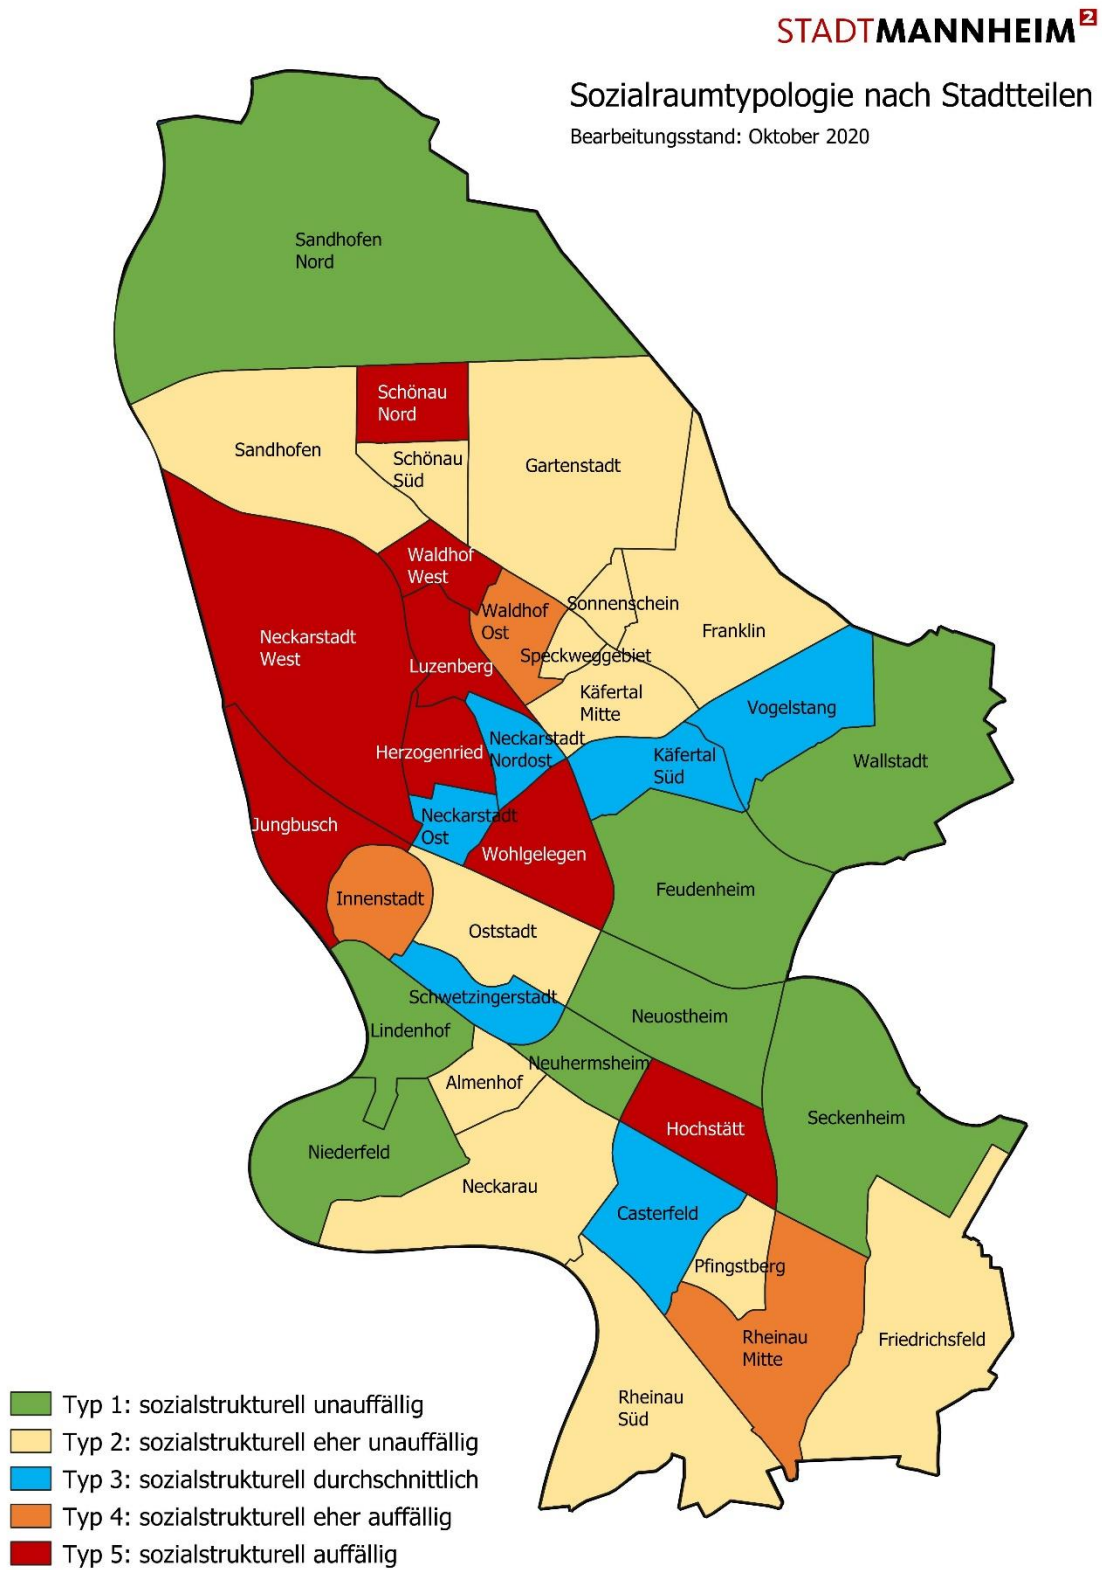 STADTMANNHEIM²
Sozialraumtypologie nach Stadtteilen
Bearbeitungsstand: Oktober 2020
Sandhofen
Nord
Schönau
Nord
Sandhofen
Schönau
Süd
Gartenstadt
Waldhof
West
Waldhof
Ost
Sonnenschein
Neckarstadt
West
Franklin
Speckweggebiet
Luzenberg
Käfertal
Mitte
Vogelstang
Neckarstadt
Nordost
Herzogenried
Käfertal
Süd
Wallstadt
Neckarstadt
Ost
Jungbusch
Wohlgelegen
Feudenheim
Innenstadt
Oststadt
Schwetzingerstadt
Neuostheim
Lindenhof
Neuhermsheim
Almenhof
Seckenheim
Hochstätt
Niederfeld
Neckarau
Casterfeld
Pfingstberg
Rheinau
Mitte
Friedrichsfeld
Rheinau
Süd
Typ 1: sozialstrukturell unauffällig
Typ 2: sozialstrukturell eher unauffällig
Typ 3: sozialstrukturell durchschnittlich
Typ 4: sozialstrukturell eher auffällig
Typ 5: sozialstrukturell auffällig